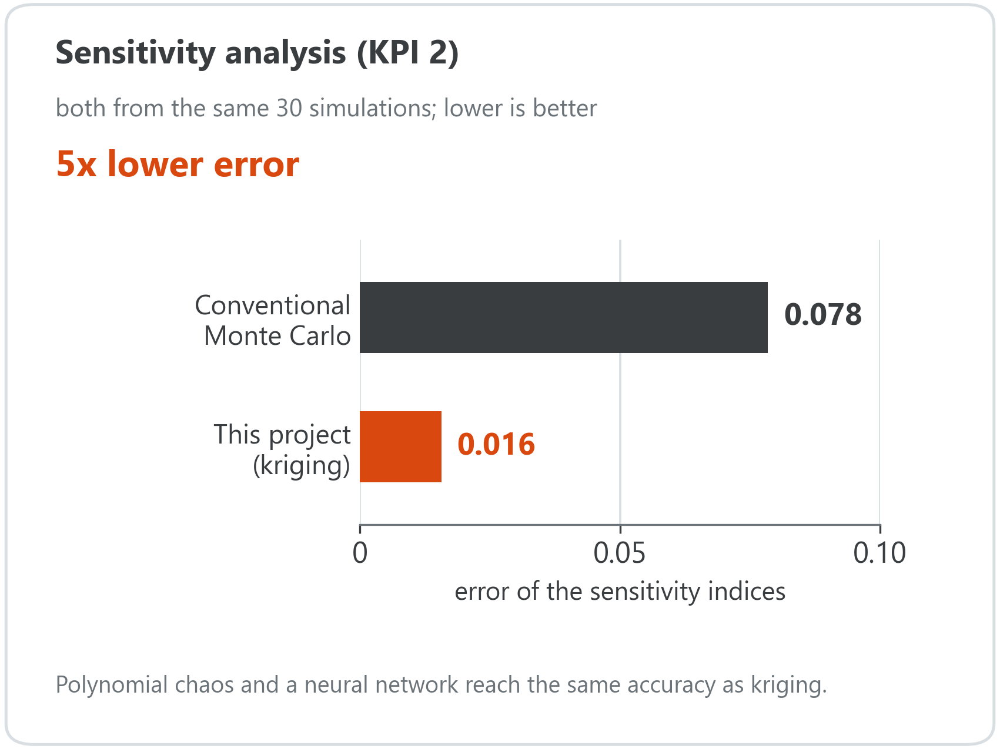 Sensitivity analysis (KPI 2)
both from the same 30 simulations; lower is better
5x lower error
Conventional
Monte Carlo
0.078
This project
(kriging)
0.016
0
0.05
0.10
error of the sensitivity indices
Polynomial chaos and a neural network reach the same accuracy as kriging.